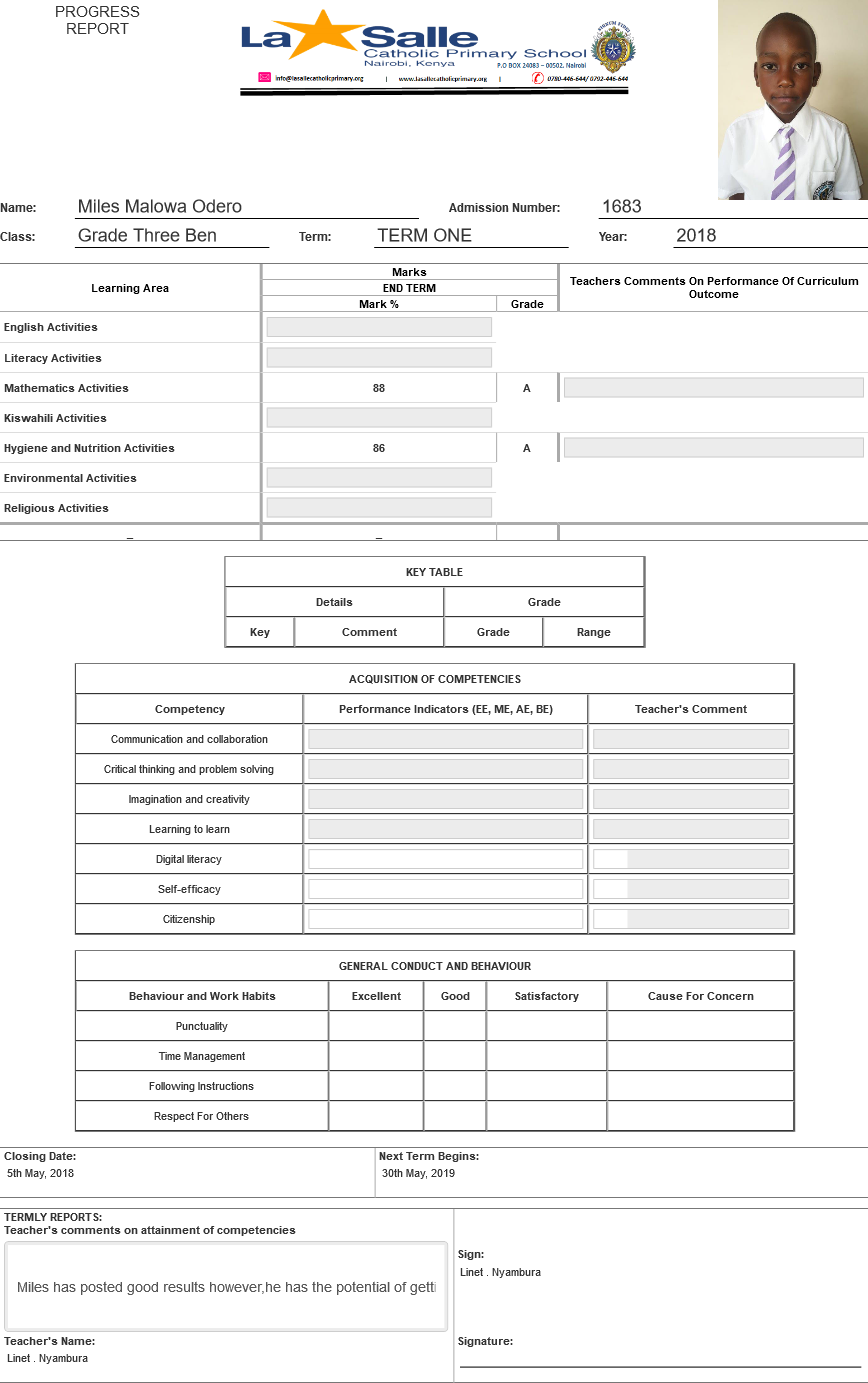 PROGRESS
REPORT
La Salle
Catholic Primary School
Nairobi, Kenya
P.O BOX 24083 – 00502, Nairobi
info@lasallecatholicprimary.org | www.lasallecatholicprimary.org | 0780-446-644/ 0792-446-644
Name: Miles Malowa Odero Admission Number: 1683
Class: Grade Three Ben Term: TERM ONE Year: 2018
Learning Area Marks Teachers Comments On Performance Of Curriculum Outcome
END TERM
Mark % Grade
English Activities
Literacy Activities
Mathematics Activities 88 A
Kiswahili Activities
Hygiene and Nutrition Activities 86 A
Environmental Activities
Religious Activities
_ _
KEY TABLE
Details Grade
Key Comment Grade Range
ACQUISITION OF COMPETENCIES
Competency Performance Indicators (EE, ME, AE, BE) Teacher's Comment
Communication and collaboration
Critical thinking and problem solving
Imagination and creativity
Learning to learn
Digital literacy
Self-efficacy
Citizenship
GENERAL CONDUCT AND BEHAVIOUR
Behaviour and Work Habits Excellent Good Satisfactory Cause For Concern
Punctuality
Time Management
Following Instructions
Respect For Others
Closing Date: Next Term Begins:
5th May, 2018 30th May, 2019
TERMLY REPORTS:
Teacher's comments on attainment of competencies
Miles has posted good results however,he has the potential of getti
Sign:
Linet . Nyambura
Teacher's Name:
Linet . Nyambura
Signature: